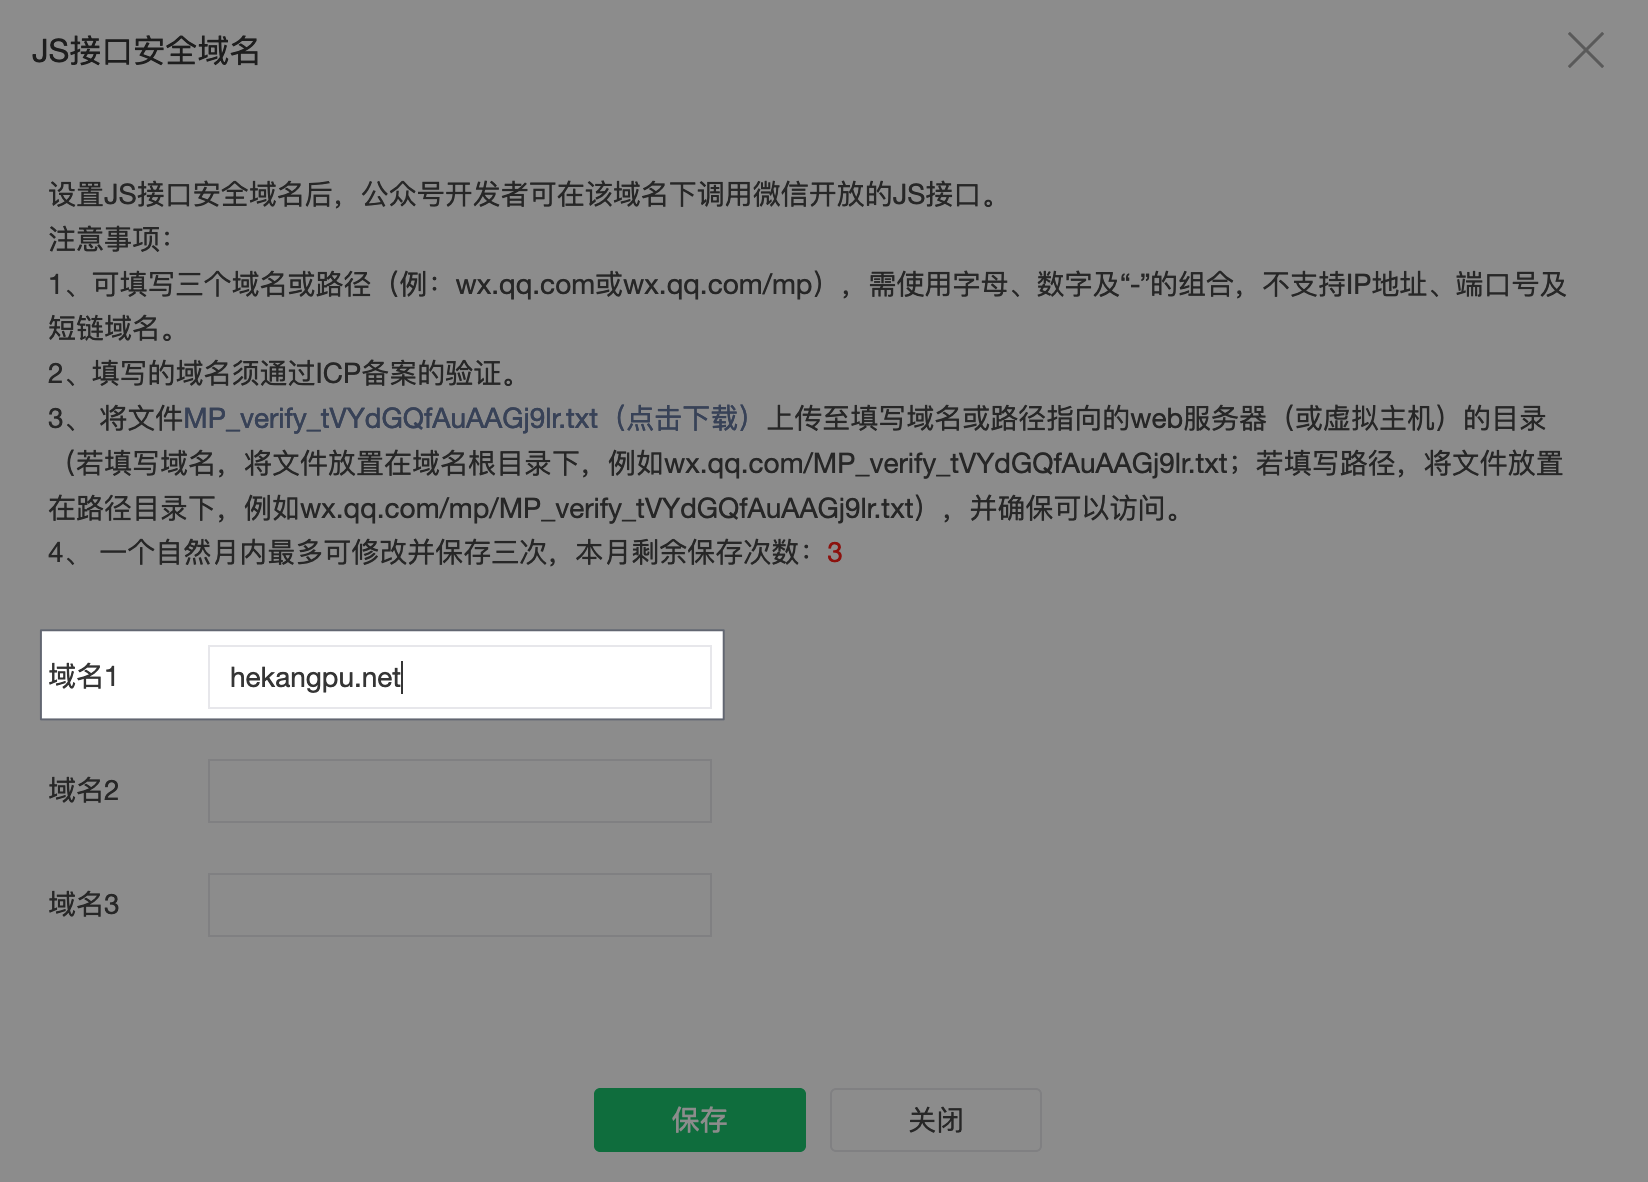 JS接口安全域名
设置JS接口安全域名后，公众号开发者可在该域名下调用微信开放的JS接口。
注意事项：
1、可填写三个域名或路径（例：wx.qq.com或wx.qq.com/mp），需使用字母、数字及“-”的组合，不支持IP地址、端口号及
短链域名。
2、填写的域名须通过ICP备案的验证。
3、 将文件MP_verify_tVYdGQfAuAAGj9lr.txt（点击下载）上传至填写域名或路径指向的web服务器（或虚拟主机）的目录
（若填写域名，将文件放置在域名根目录下，例如wx.qq.com/MP_verify_tVYdGQfAuAAGj9lr.txt；若填写路径，将文件放置
在路径目录下，例如wx.qq.com/mp/MP_verify_tVYdGQfAuAAGj9lr.txt），并确保可以访问。
4、 一个自然月内最多可修改并保存三次，本月剩余保存次数：3
域名1 hekangpu.net
域名2
域名3
保存 关闭